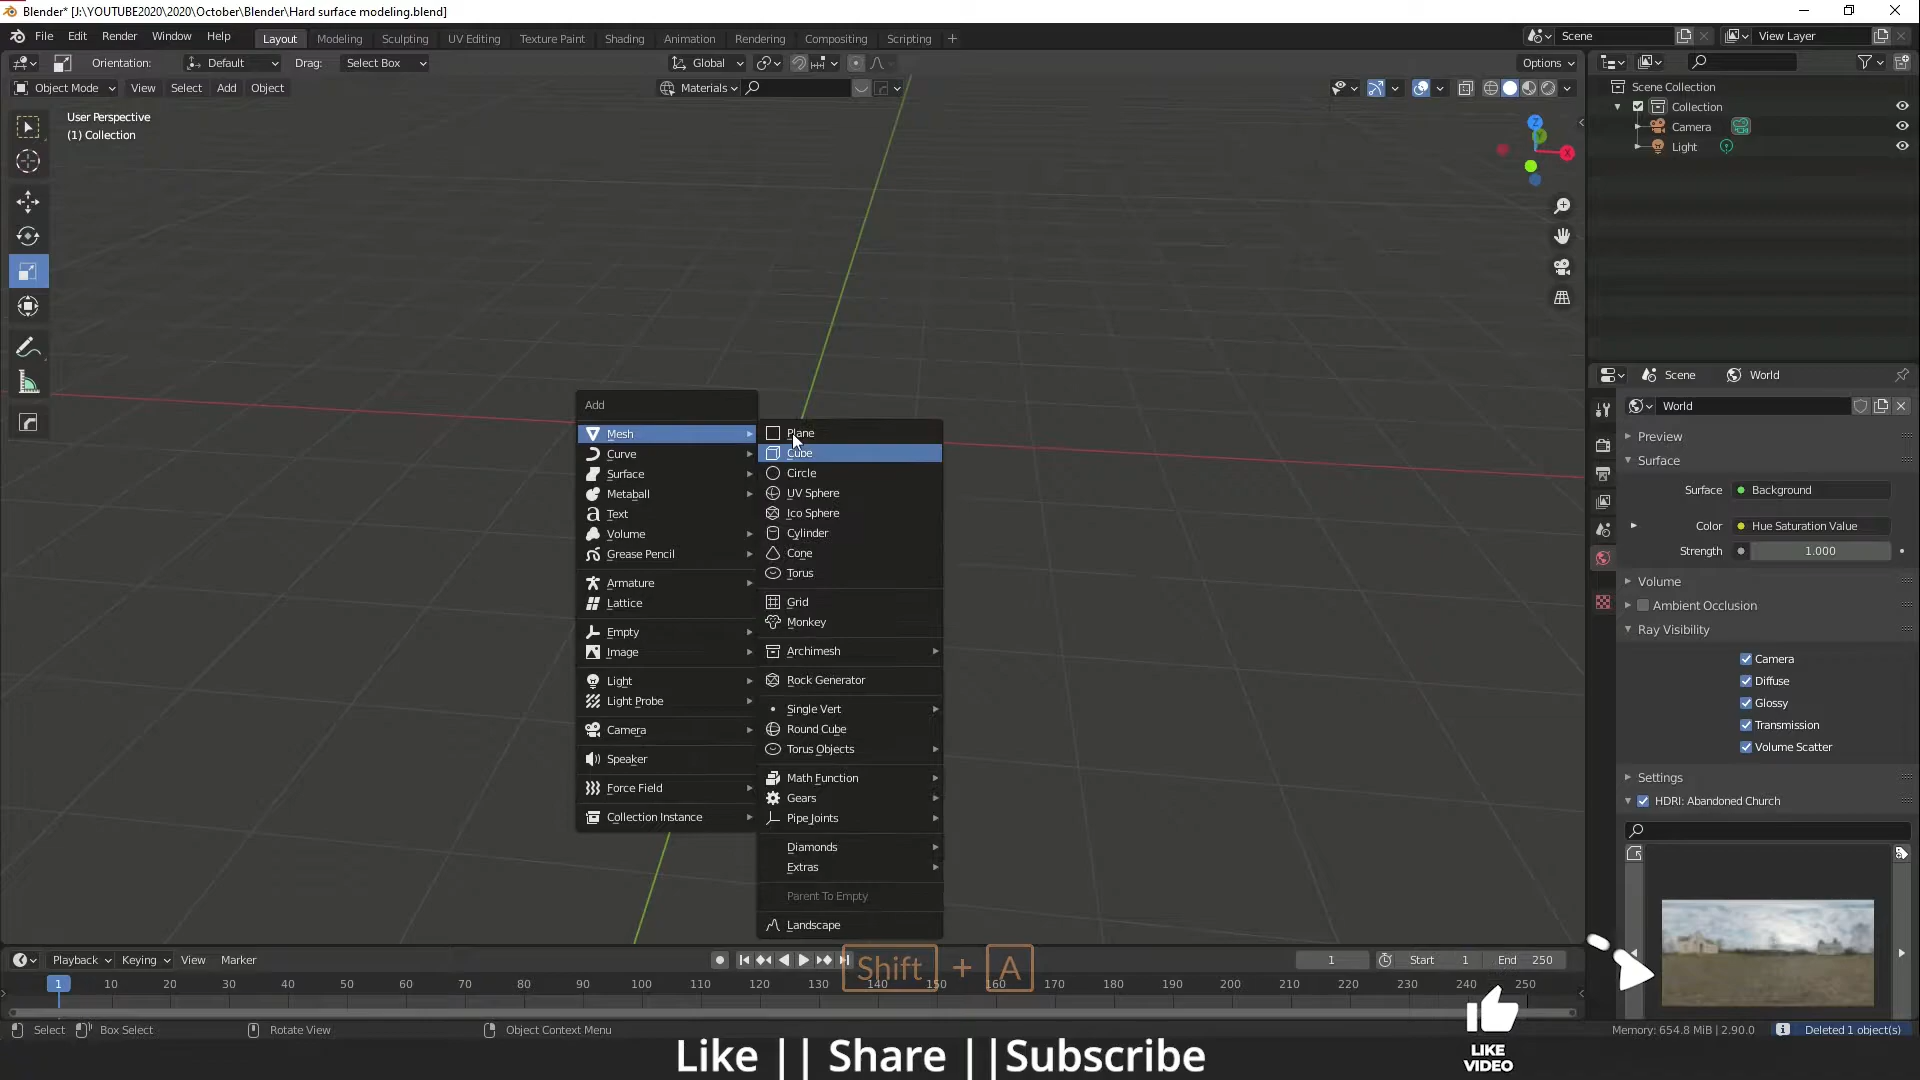 Blender* [J:\YOUTUBE2020\2020\October\Blender\Hard surface modeling.blend]
File Edit Render Window Help Layout Modeling Sculpting UV Editing Texture Paint Shading Animation Rendering Compositing Scripting + Scene View Layer
Orientation: Default Drag: Select Box Global Options
Object Mode View Select Add Object Materials
User Perspective
(1) Collection
Z
Y
X
Scene Collection
Collection
Camera
Light
Add
Mesh
Curve
Surface
Metaball
Text
Volume
Grease Pencil
Armature
Lattice
Empty
Image
Light
Light Probe
Camera
Speaker
Force Field
Collection Instance
Plane
Cube
Circle
UV Sphere
Ico Sphere
Cylinder
Cone
Torus
Grid
Monkey
Archimesh
Rock Generator
Single Vert
Round Cube
Torus Objects
Math Function
Gears
Pipe Joints
Diamonds
Extras
Parent To Empty
Landscape
Scene World
World
Preview
Surface
Surface Background
Color Hue Saturation Value
Strength 1.000
Volume
Ambient Occlusion
Ray Visibility
Camera
Diffuse
Glossy
Transmission
Volume Scatter
Settings
HDRI: Abandoned Church
Playback Keying View Marker 1 Start 1 End 250
Shift + A
1 10 20 30 40 50 60 70 80 90 100 110 120 130 140 150 160 170 180 190 200 210 220 230 240 250
Select Box Select Rotate View Object Context Menu Memory: 654.8 MiB | 2.90.0 Deleted 1 object(s)
Like || Share ||Subscribe
LIKE
VIDEO